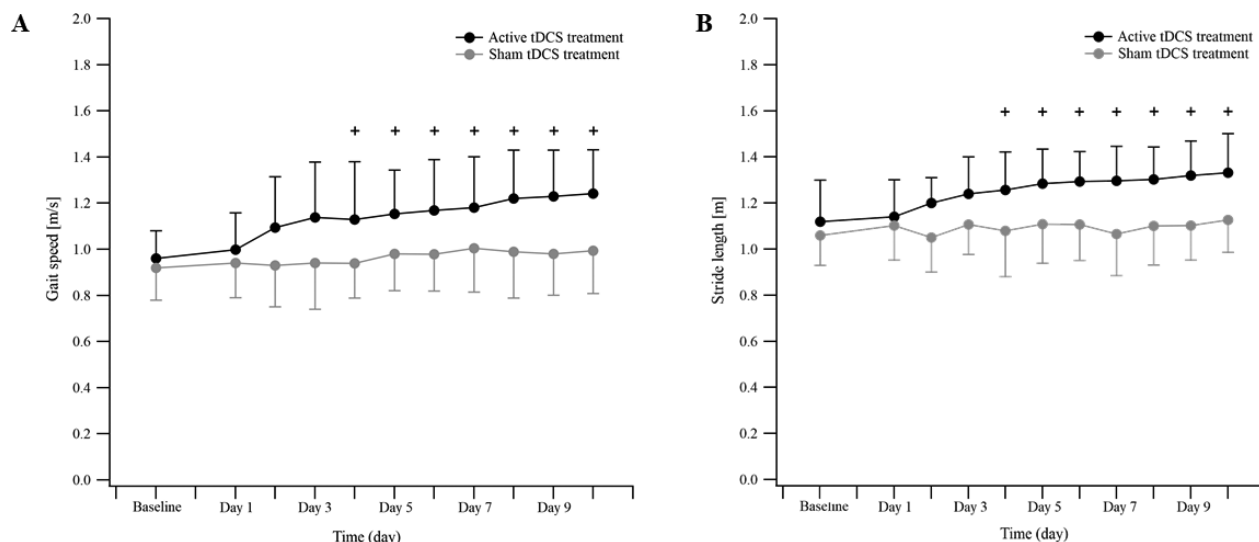 A
2.0
1.8
1.6
1.4
1.2
1.0
0.8
0.6
0.4
0.2
0.0
Gait speed [m/s]
Active tDCS treatment
Sham tDCS treatment
+ + + + + + +
Baseline Day 1 Day 3 Day 5 Day 7 Day 9
Time (day)
B
2.0
1.8
1.6
1.4
1.2
1.0
0.8
0.6
0.4
0.2
0.0
Stride length [m]
Active tDCS treatment
Sham tDCS treatment
+ + + + + + +
Baseline Day 1 Day 3 Day 5 Day 7 Day 9
Time (day)